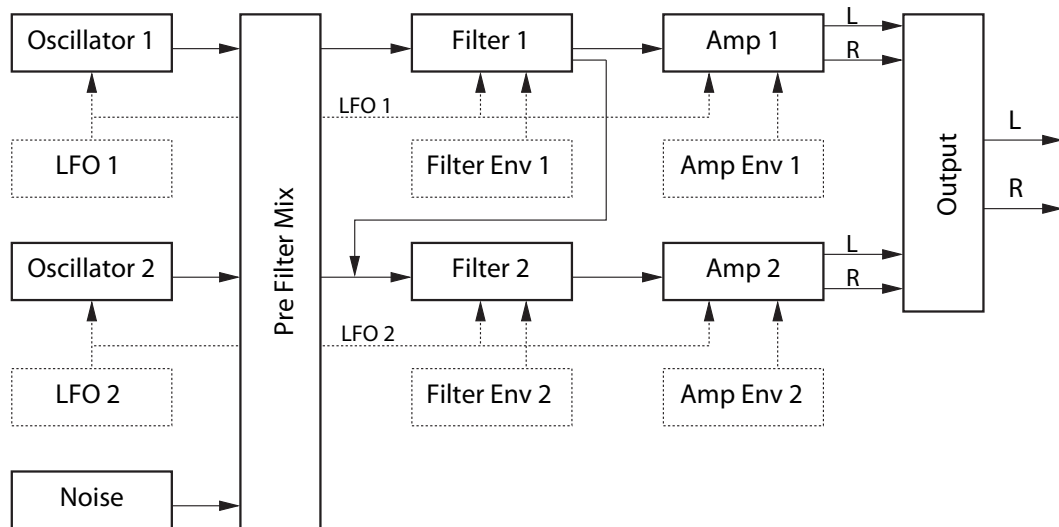 Oscillator 1
Filter 1
Amp 1
L
R
LFO 1
LFO 1
Filter Env 1
Amp Env 1
Pre Filter Mix
Output
L
R
Oscillator 2
Filter 2
Amp 2
L
R
LFO 2
LFO 2
Filter Env 2
Amp Env 2
Noise